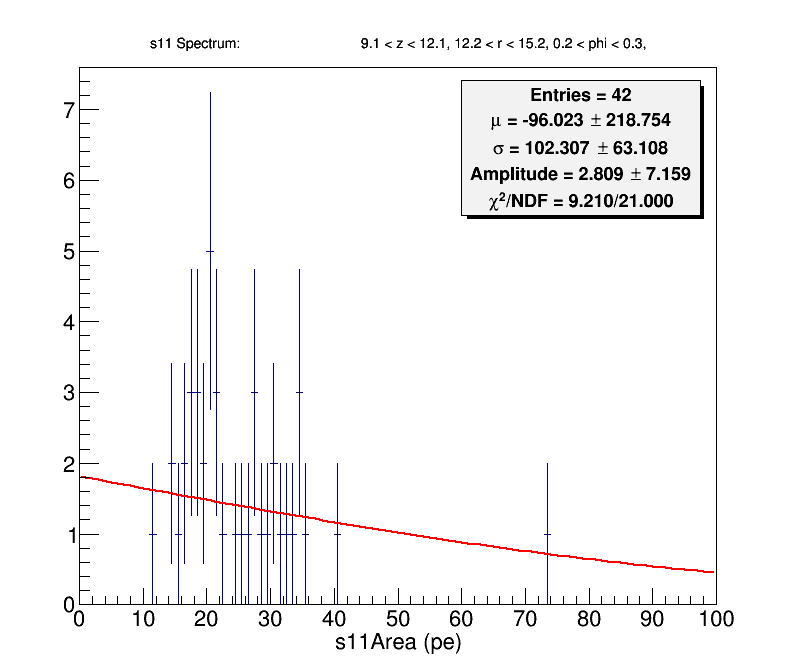 s11 Spectrum: 9.1 < z < 12.1, 12.2 < r < 15.2, 0.2 < phi < 0.3,
Entries = 42
μ = -96.023 ± 218.754
σ = 102.307 ± 63.108
Amplitude = 2.809 ± 7.159
χ²/NDF = 9.210/21.000
7
6
5
4
3
2
1
0
0 10 20 30 40 50 60 70 80 90 100
s11Area (pe)